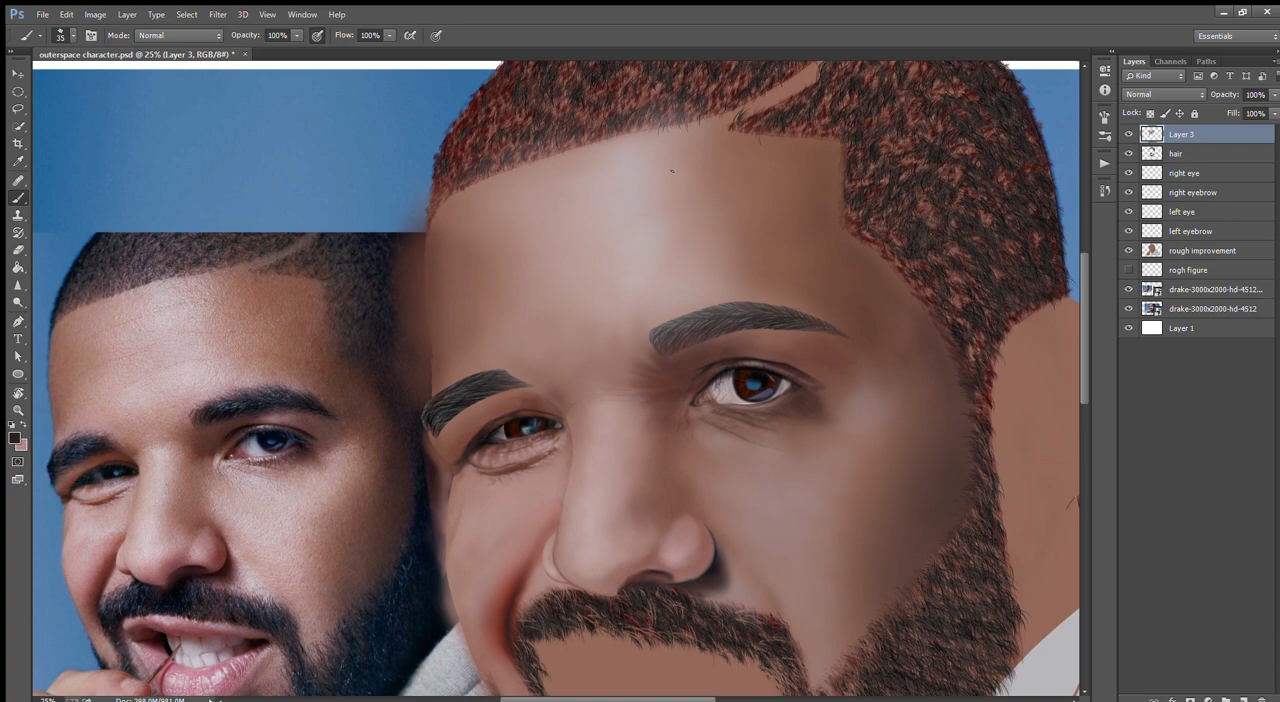 Ps File Edit Image Layer Type Select Filter 3D View Window Help
35 Mode: Normal Opacity: 100% Flow: 100% Essentials
outerspace character.psd @ 25% (Layer 3, RGB/8#) * ×
Layers Channels Paths
Kind
Normal Opacity: 100%
Lock: Fill: 100%
Layer 3
hair
right eye
right eyebrow
left eye
left eyebrow
rough improvement
rogh figure
drake-3000x2000-hd-4512...
drake-3000x2000-hd-4512
Layer 1
25%